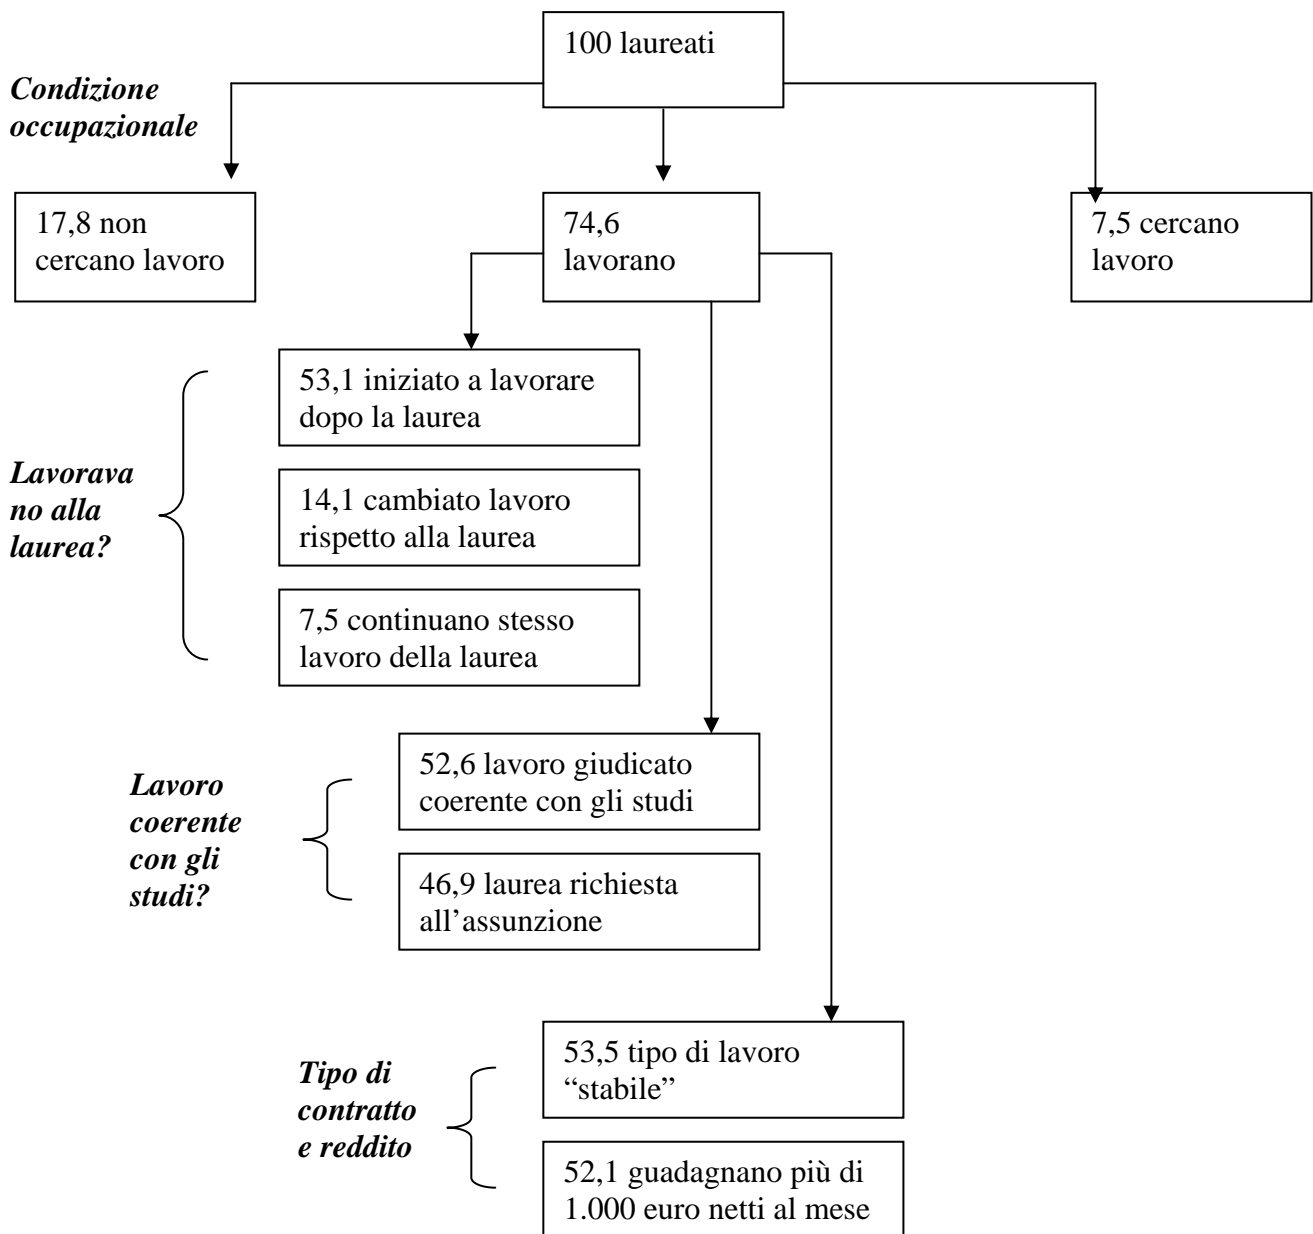 100 laureati
Condizione
occupazionale
17,8 non
cercano lavoro
74,6
lavorano
7,5 cercano
lavoro
53,1 iniziato a lavorare
dopo la laurea
Lavorava
no alla
laurea?
14,1 cambiato lavoro
rispetto alla laurea
7,5 continuano stesso
lavoro della laurea
Lavoro
coerente
con gli
studi?
52,6 lavoro giudicato
coerente con gli studi
46,9 laurea richiesta
all’assunzione
Tipo di
contratto
e reddito
53,5 tipo di lavoro
“stabile”
52,1 guadagnano più di
1.000 euro netti al mese